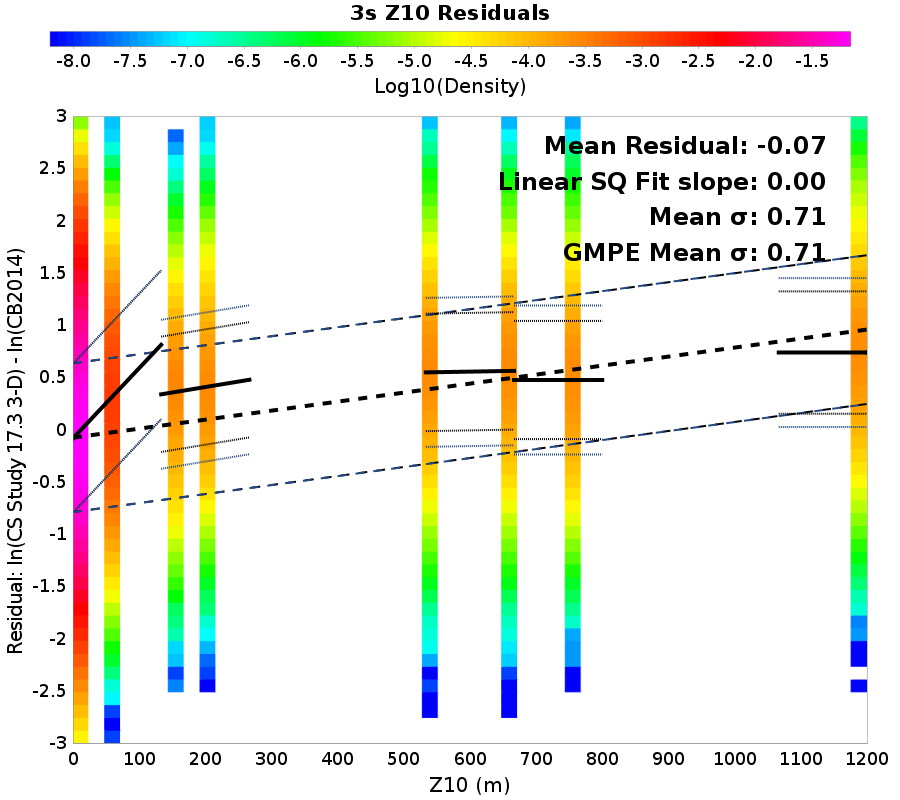 3s Z10 Residuals
-8.0 -7.5 -7.0 -6.5 -6.0 -5.5 -5.0 -4.5 -4.0 -3.5 -3.0 -2.5 -2.0 -1.5
Log10(Density)
Mean Residual: -0.07
Linear SQ Fit slope: 0.00
Mean σ: 0.71
GMPE Mean σ: 0.71
Residual: ln(CS Study 17.3 3-D) - ln(CB2014)
3
2.5
2
1.5
1
0.5
0
-0.5
-1
-1.5
-2
-2.5
-3
0 100 200 300 400 500 600 700 800 900 1000 1100 1200
Z10 (m)